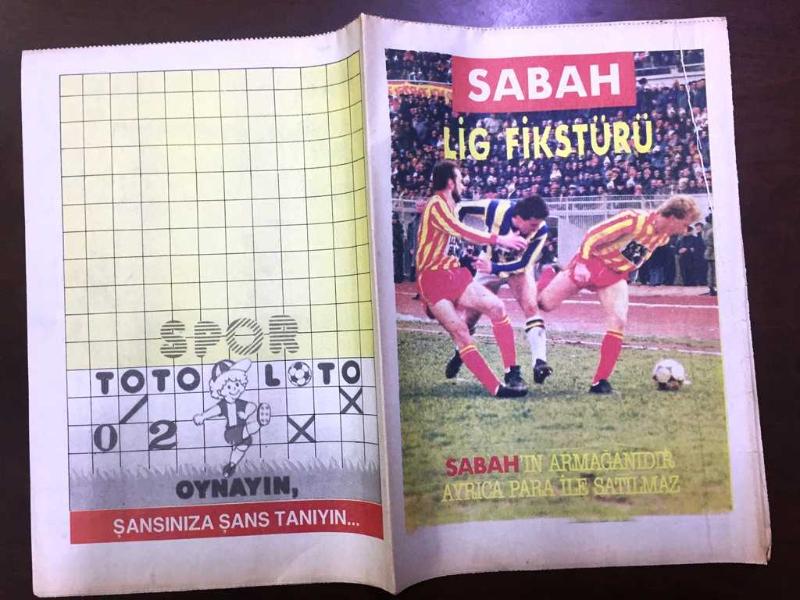 SPOR
TOTO LOTO
0/2 X X
OYNAYIN,
ŞANSINIZA ŞANS TANIYIN...
SABAH
LİG FİKSTÜRÜ
SABAH'IN ARMAĞANIDIR
AYRICA PARA İLE SATILMAZ